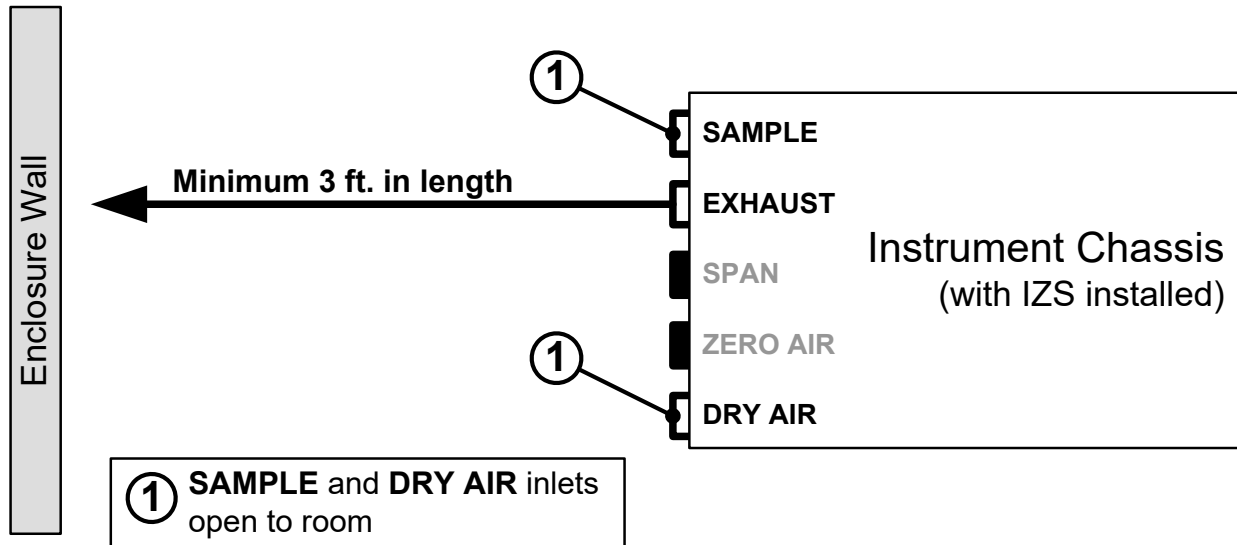 Enclosure Wall
1
Minimum 3 ft. in length
SAMPLE
EXHAUST
SPAN
ZERO AIR
DRY AIR
Instrument Chassis
(with IZS installed)
1
1 SAMPLE and DRY AIR inlets
open to room